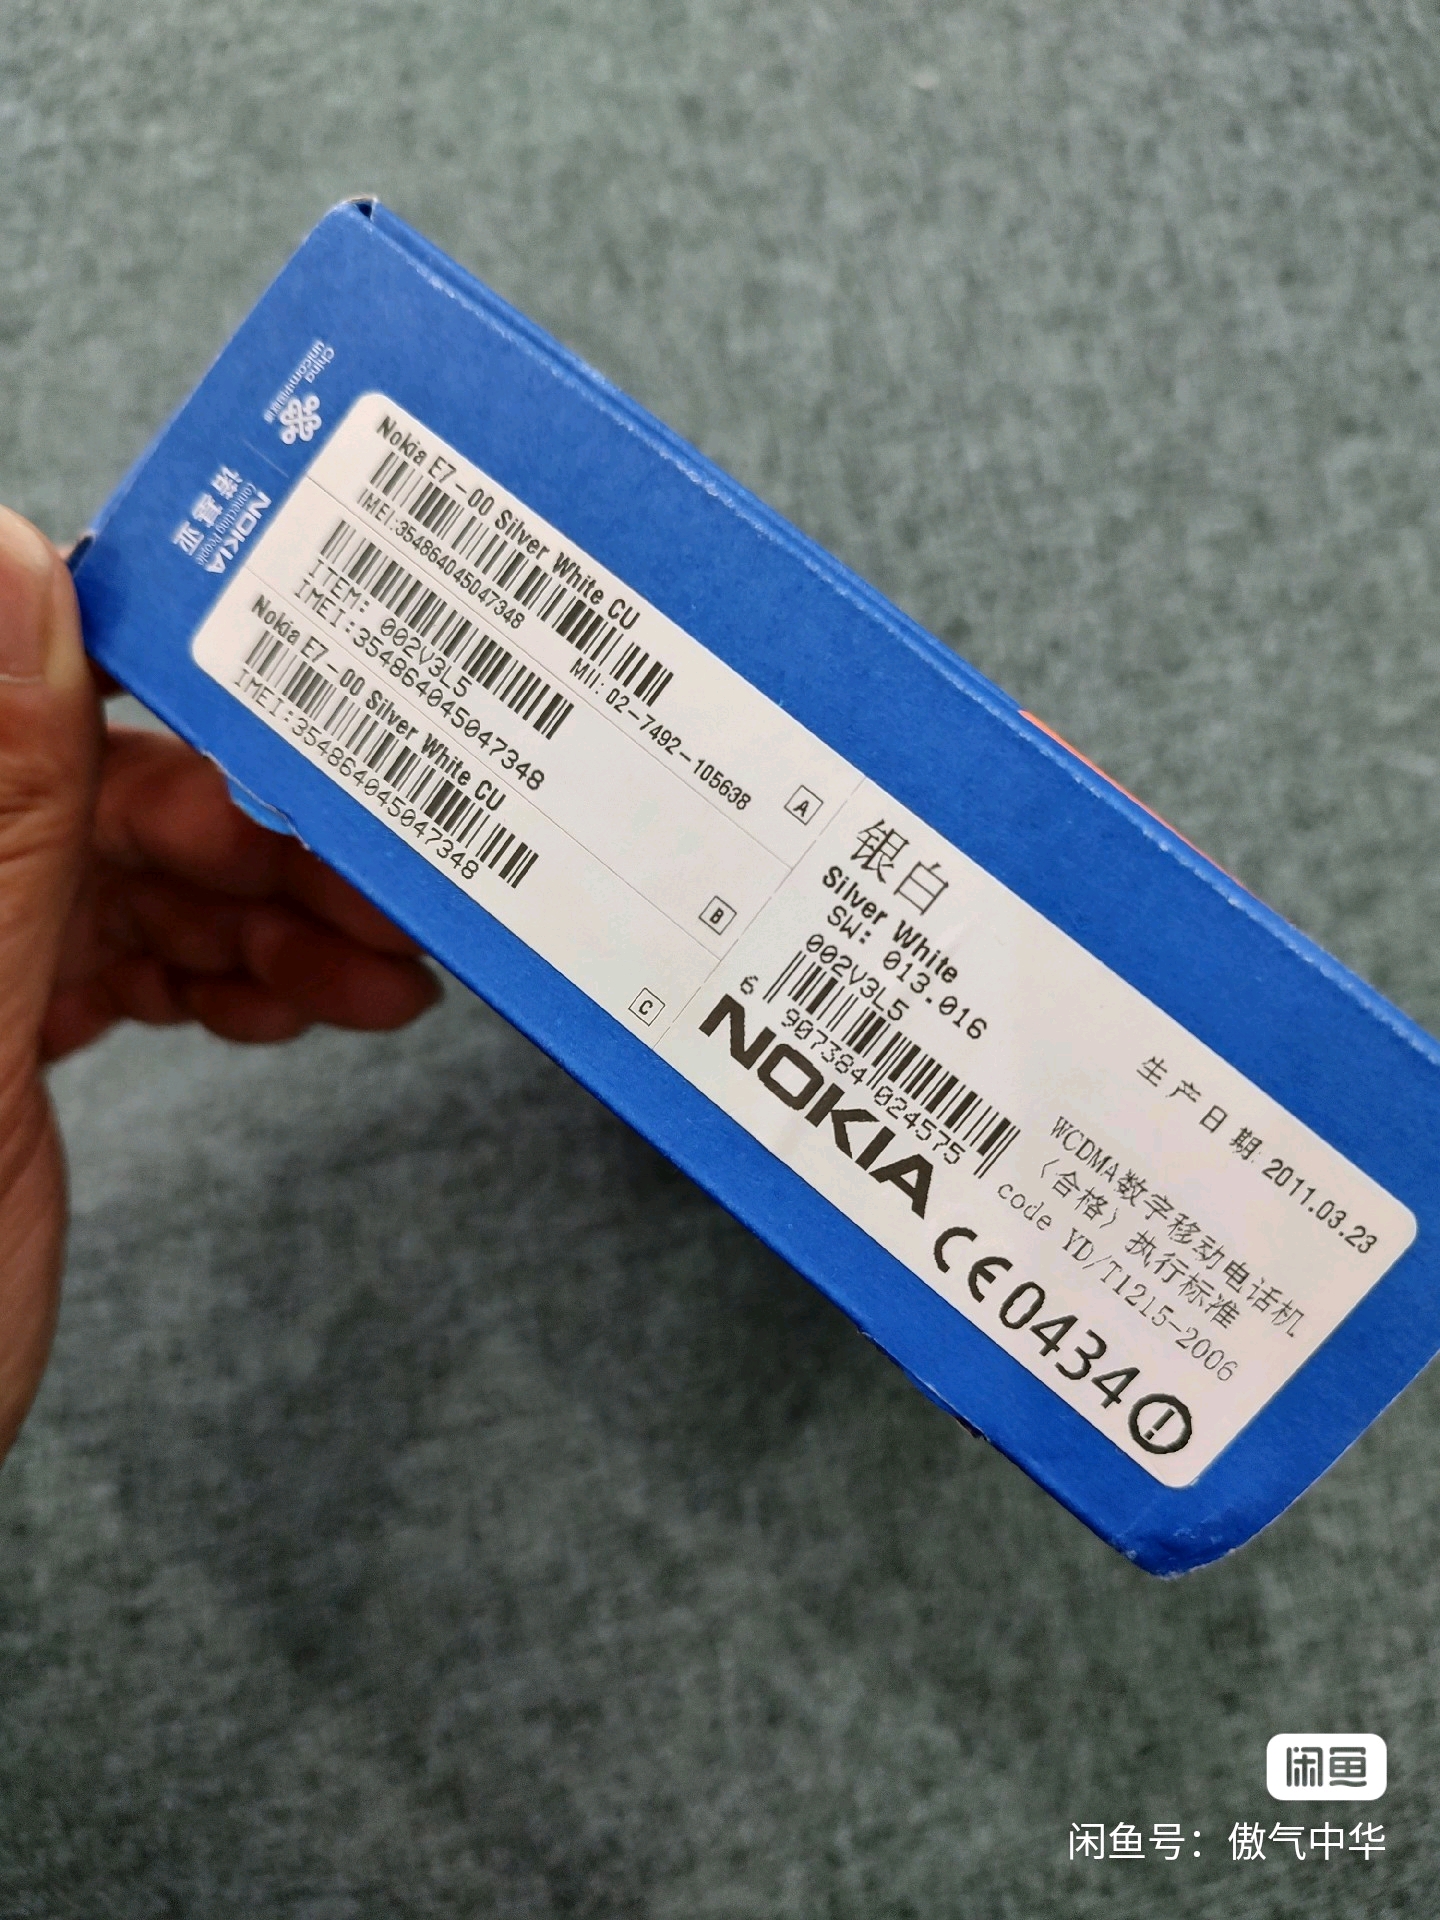 China
unicom中国联通
NOKIA
Connecting People
诺基亚
Nokia E7-00 Silver White CU
IMEI:354864045047348
MII: 02-7492-105638
A
ITEM: 002V3L5
IMEI:354864045047348
B
Nokia E7-00 Silver White CU
IMEI:354864045047348
C
银白
Silver White
SW: 013.016
002V3L5
6 907384 024575
NOKIA
生产日期: 2011.03.23
WCDMA数字移动电话机
〈合格〉执行标准
code YD/T1215-2006
CE0434
闲鱼
闲鱼号：傲气中华